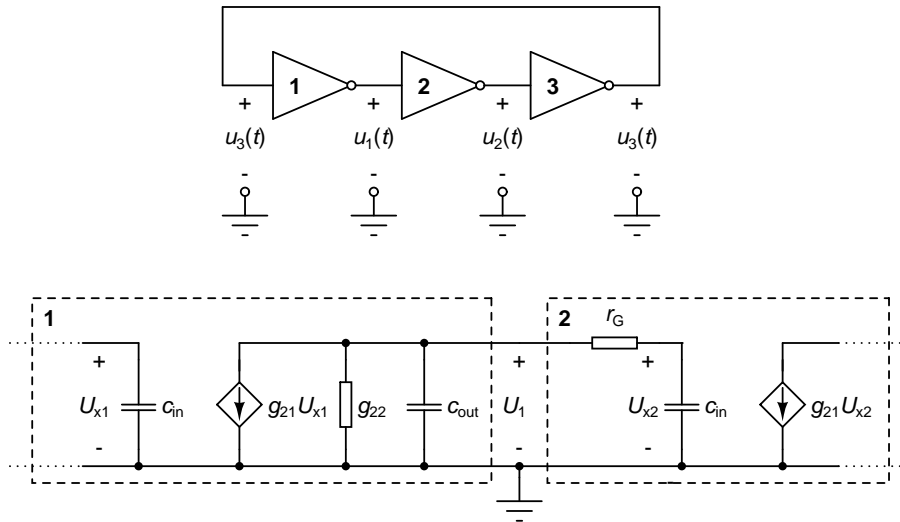 1 2 3
+ + + +
u3(t) u1(t) u2(t) u3(t)
- - - -
1 2
rG
+ + +
Ux1 cin g21Ux1 g22 cout U1 Ux2 cin g21Ux2
- - -